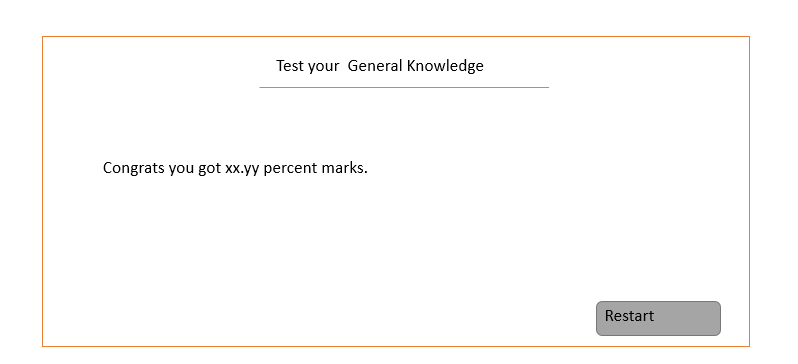 Test your  General Knowledge
Congrats you got xx.yy percent marks.
Restart